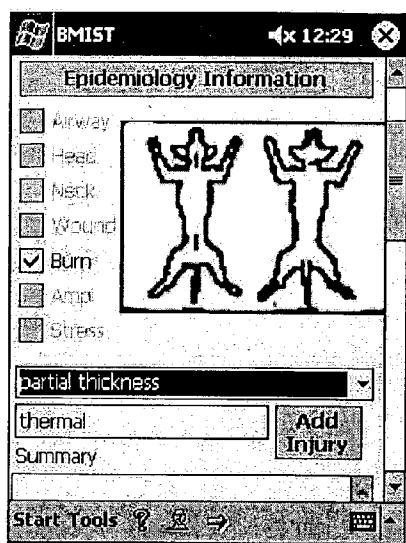 BMIST 12:29
Epidemiology Information
Airway
Head
Neck
Wound
Burn
Amp
Stress
partial thickness
thermal
Add
Injury
Summary
Start Tools ?